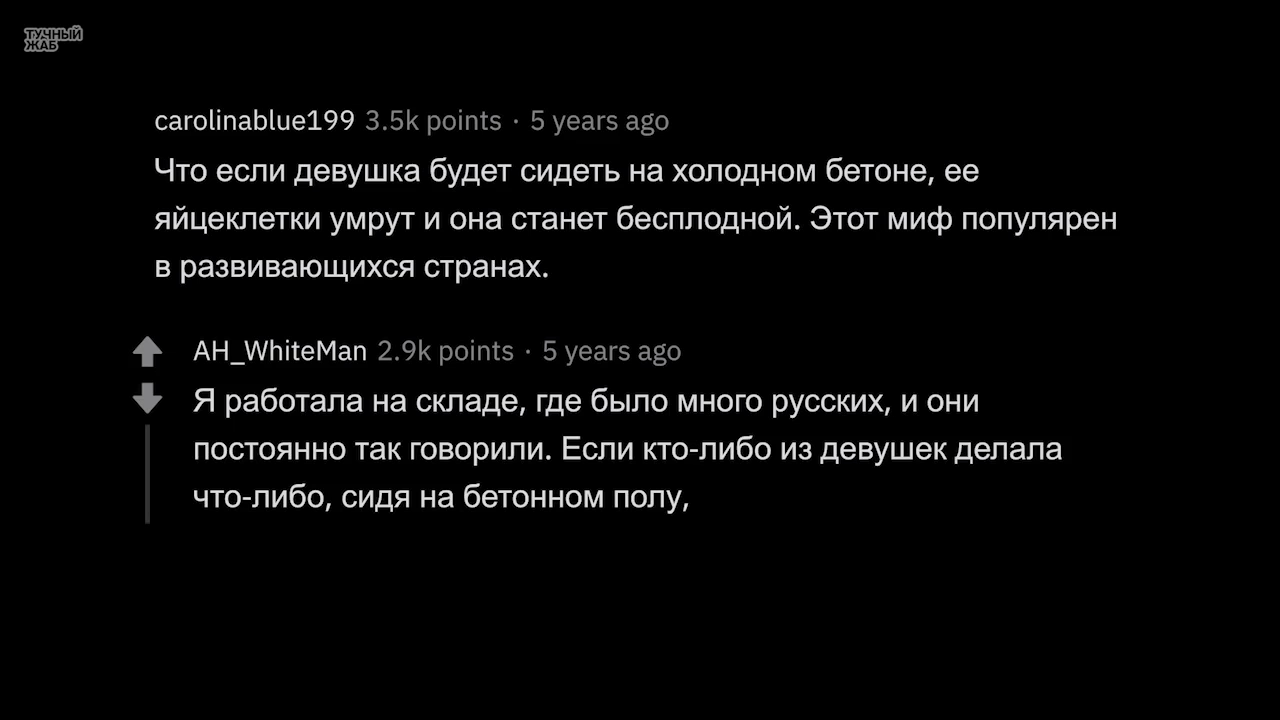 ТУЧНЫЙ
ЖАБ
carolinablue199 3.5k points · 5 years ago
Что если девушка будет сидеть на холодном бетоне, ее
яйцеклетки умрут и она станет бесплодной. Этот миф популярен
в развивающихся странах.
AH_WhiteMan 2.9k points · 5 years ago
Я работала на складе, где было много русских, и они
постоянно так говорили. Если кто-либо из девушек делала
что-либо, сидя на бетонном полу,